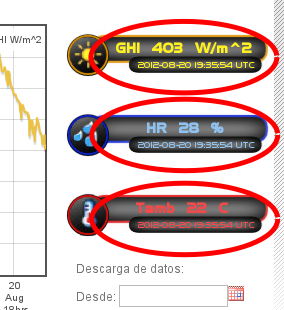 HI W/m^2
GHI 403 W/m^2
2012-08-20 19:35:54 UTC
HR 28 %
2012-08-20 19:35:54 UTC
Tamb 22 C
2012-08-20 19:35:54 UTC
20
Aug
18hrs
Descarga de datos:
Desde: